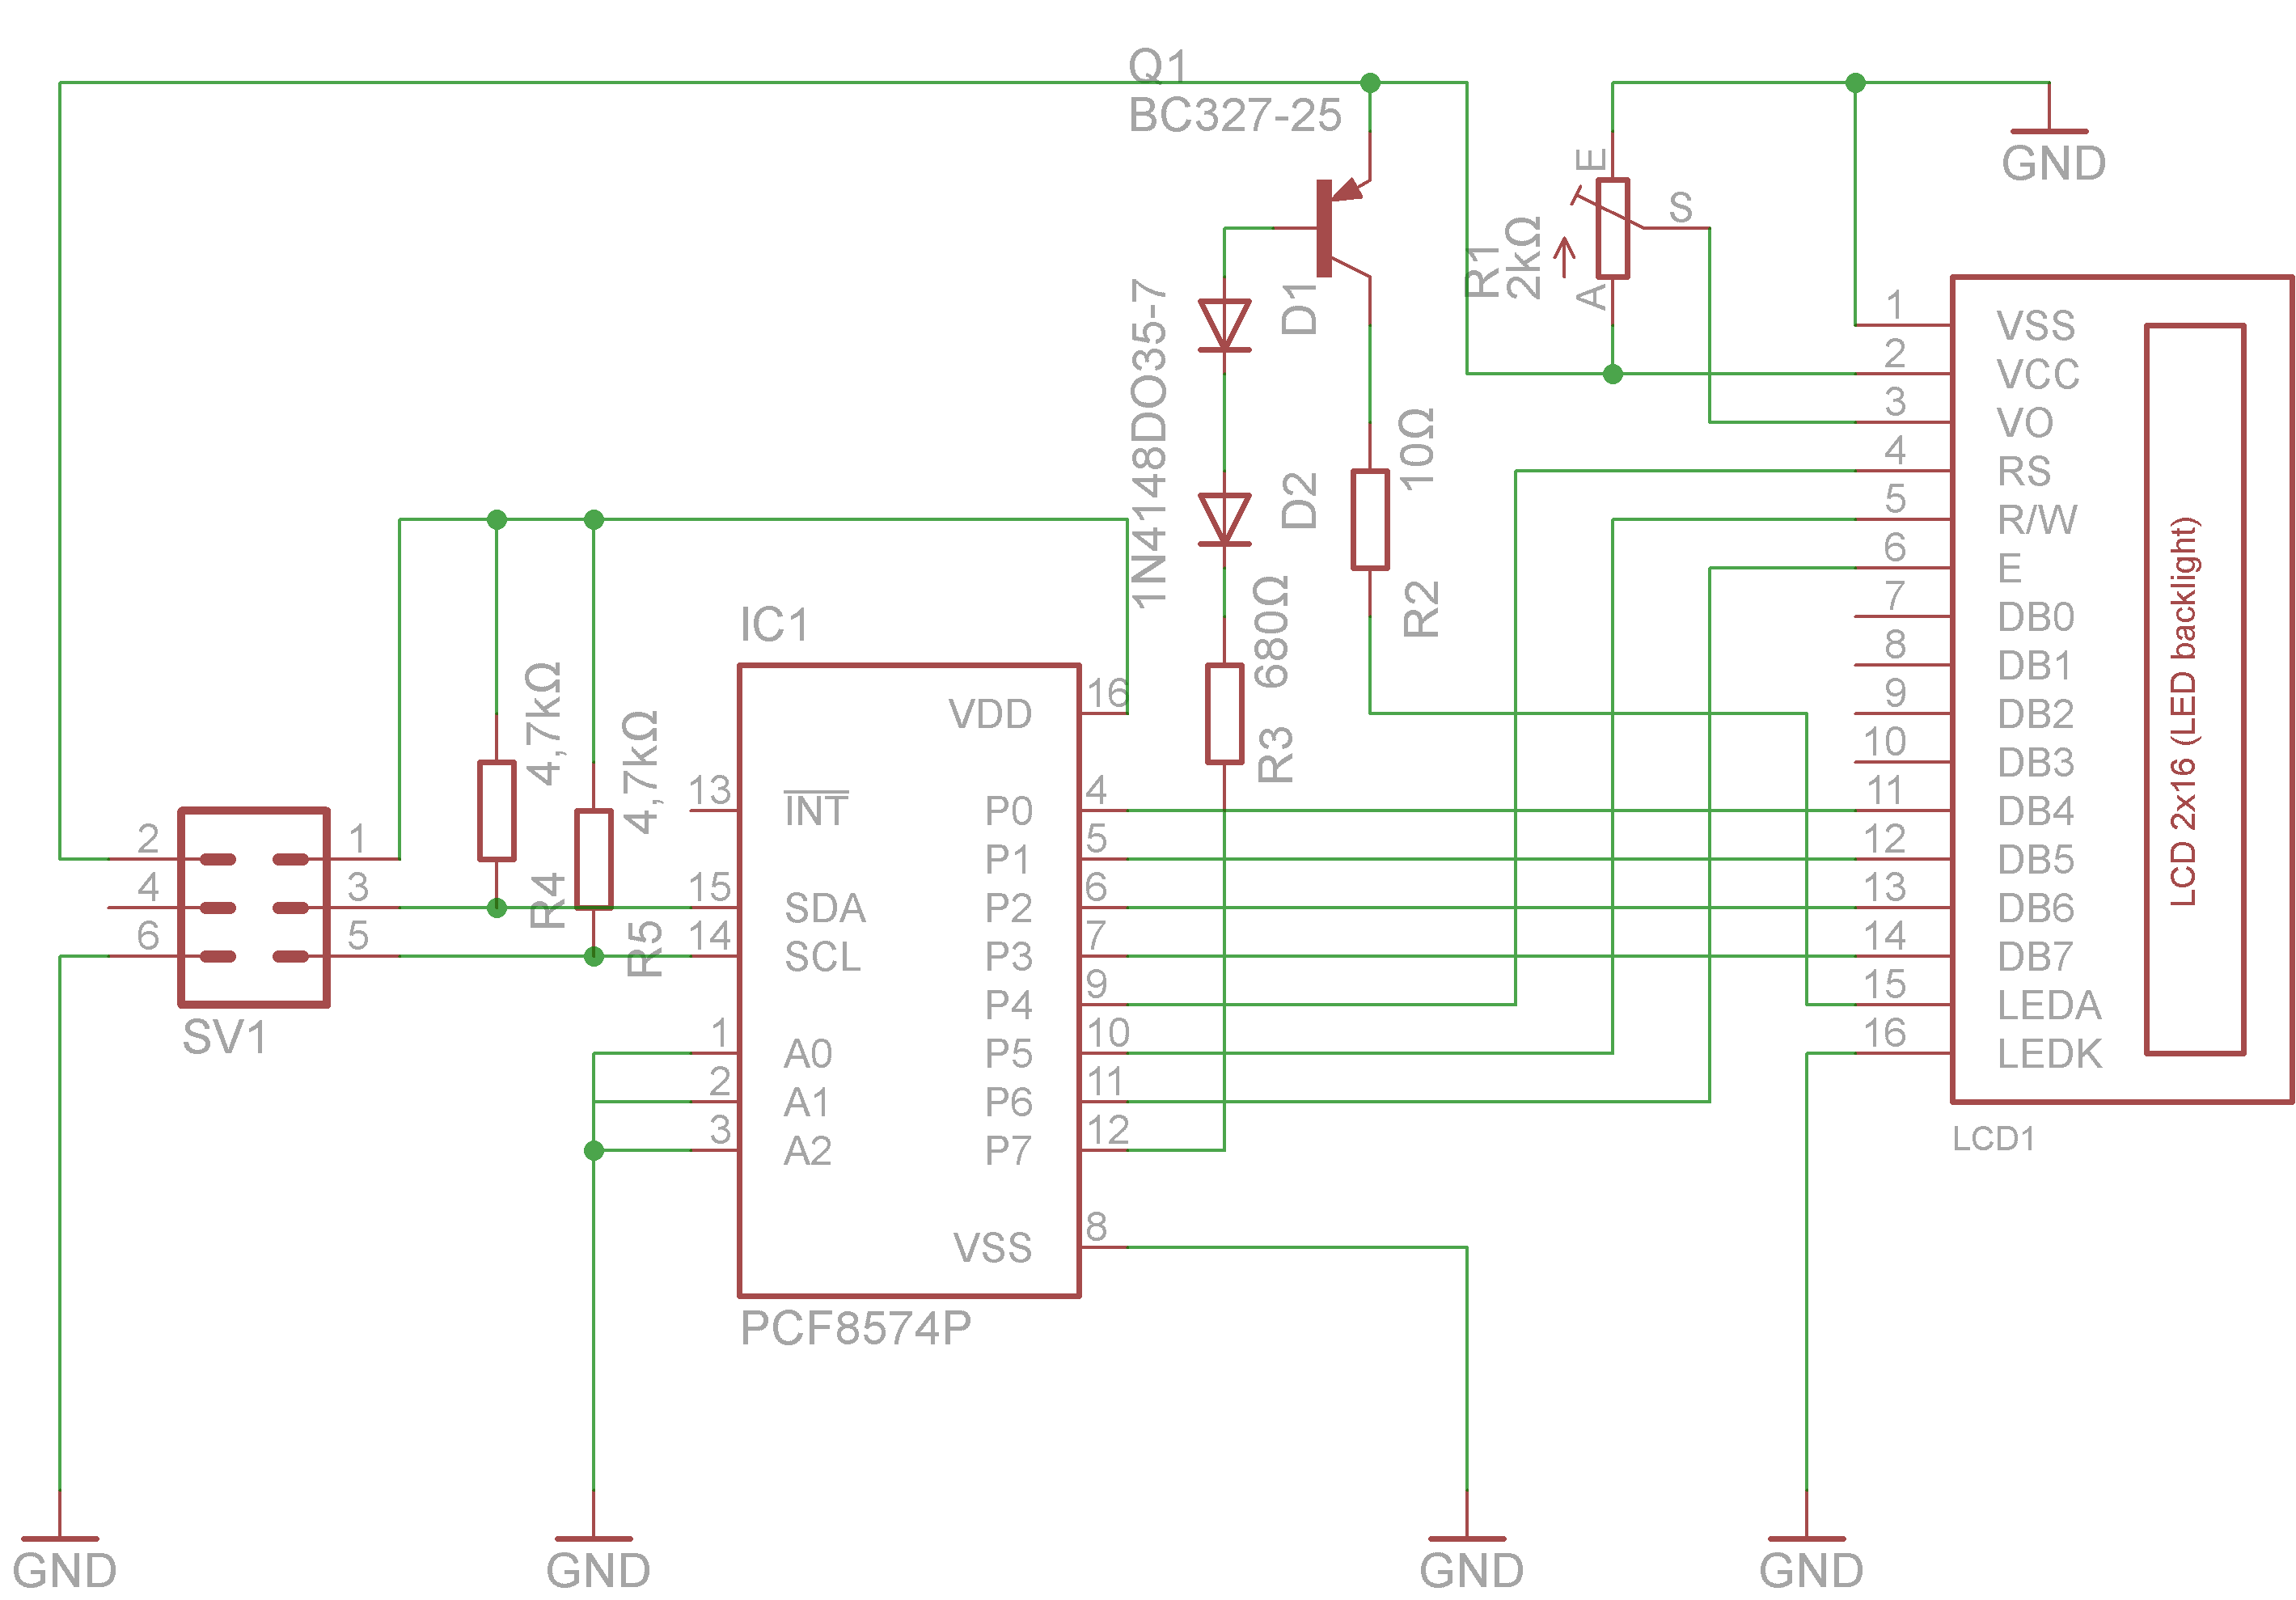 Q1
BC327-25
GND
E
S
A
R1
2kΩ
1N4148DO35-7
D1
D2
10Ω
R2
680Ω
R3
4,7kΩ
R4
4,7kΩ
R5
SV1
2
4
6
1
3
5
IC1
PCF8574P
13 INT
15 SDA
14 SCL
1 A0
2 A1
3 A2
VDD 16
P0 4
P1 5
P2 6
P3 7
P4 9
P5 10
P6 11
P7 12
VSS 8
1 VSS
2 VCC
3 VO
4 RS
5 R/W
6 E
7 DB0
8 DB1
9 DB2
10 DB3
11 DB4
12 DB5
13 DB6
14 DB7
15 LEDA
16 LEDK
LCD 2x16 (LED backlight)
LCD1
GND
GND
GND
GND